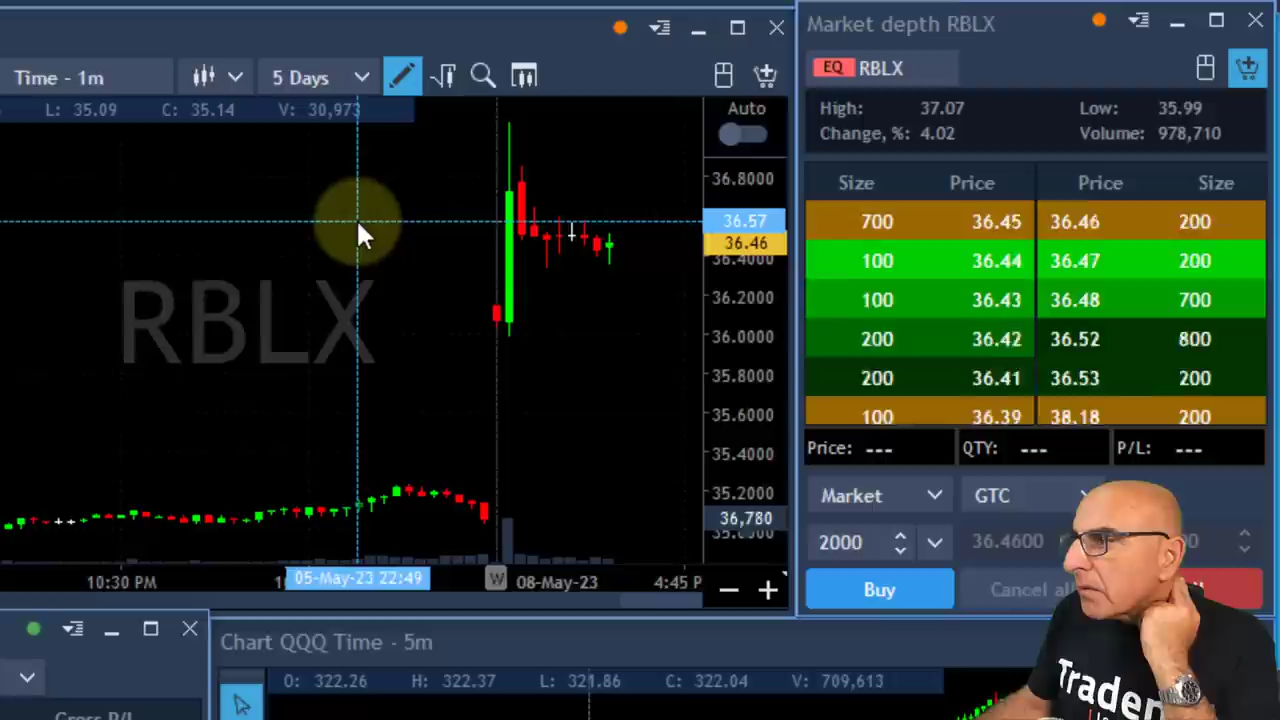 Time - 1m
5 Days
L: 35.09 C: 35.14 V: 30,973
Auto
36.8000
36.57
36.46
36.4000
36.2000
36.0000
35.8000
35.6000
35.4000
35.2000
36,780
RBLX
10:30 PM
05-May-23 22:49
W
08-May-23
4:45 P
Market depth RBLX
EQ RBLX
High: 37.07 Low: 35.99
Change, %: 4.02 Volume: 978,710
Size Price Price Size
700 36.45 36.46 200
100 36.44 36.47 200
100 36.43 36.48 700
200 36.42 36.52 800
200 36.41 36.53 200
100 36.39 38.18 200
Price: --- QTY: --- P/L: ---
Market GTC
2000 36.4600
Buy Cancel al
Chart QQQ Time - 5m
O: 322.26 H: 322.37 L: 321.86 C: 322.04 V: 709,613
Gross P/L
Traden